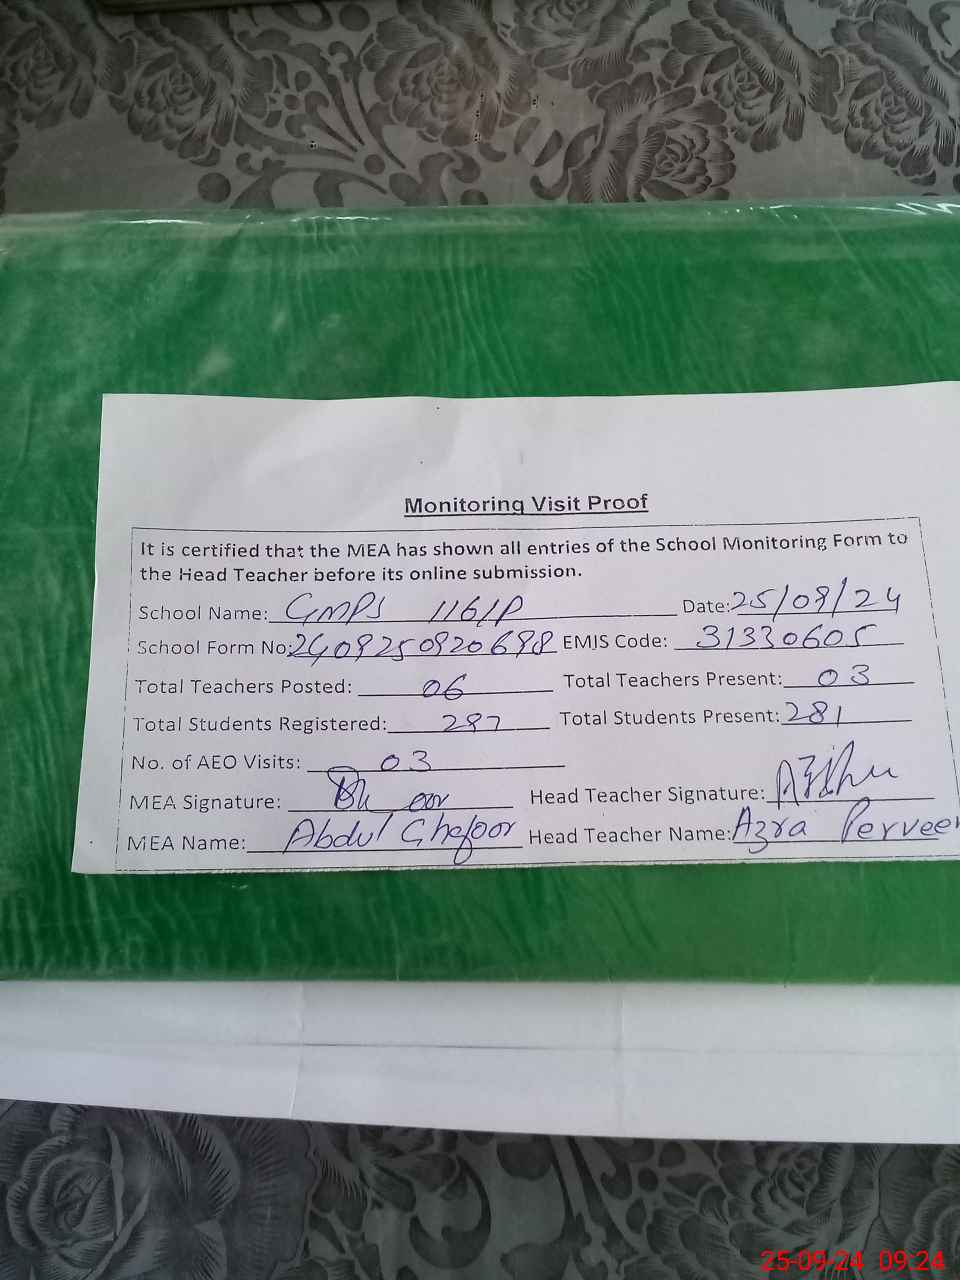 Monitoring Visit Proof
It is certified that the MEA has shown all entries of the School Monitoring Form to
the Head Teacher before its online submission.
School Name: GMPS 116/P Date: 25/09/24
School Form No: 240925092069 EMIS Code: 31330605
Total Teachers Posted: 06 Total Teachers Present: 03
Total Students Registered: 287 Total Students Present: 281
No. of AEO Visits: 03
MEA Signature: Head Teacher Signature:
MEA Name: Abdul Ghafoor Head Teacher Name: Azra Perveen
25-09-24 09:24